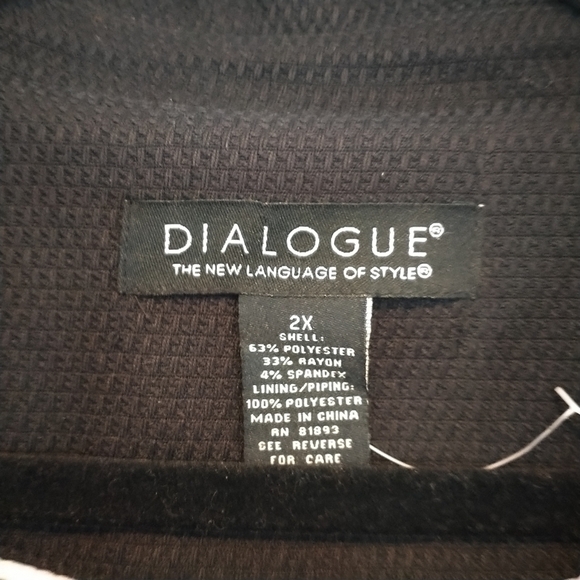 DIALOGUE®
THE NEW LANGUAGE OF STYLE®
2X
SHELL:
63% POLYESTER
33% RAYON
4% SPANDEX
LINING/PIPING:
100% POLYESTER
MADE IN CHINA
RN 81893
SEE REVERSE
FOR CARE